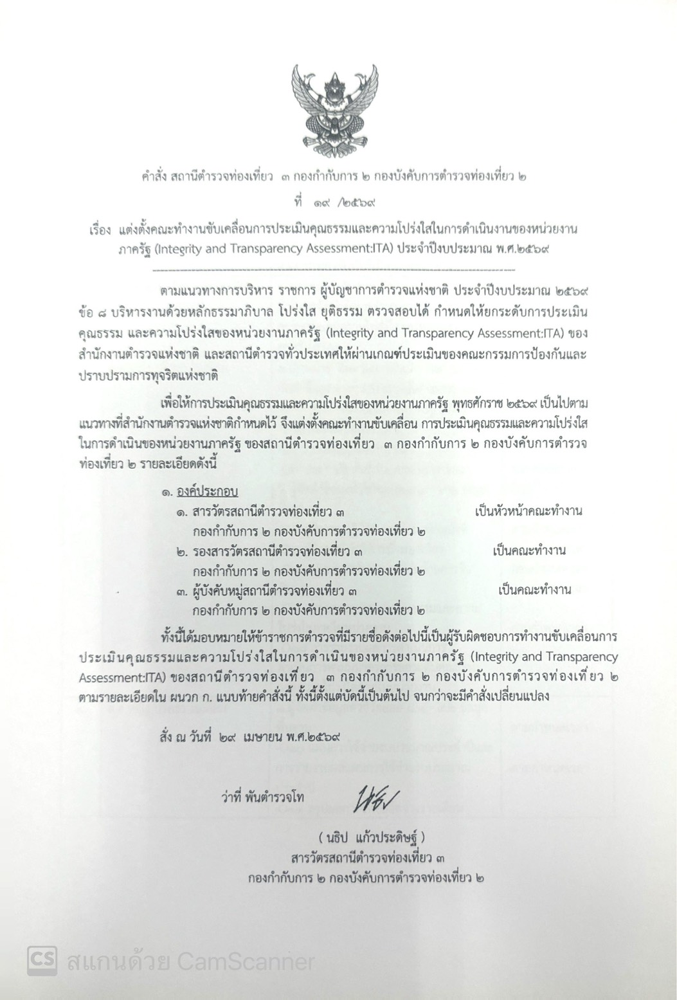 คำสั่ง สถานีตำรวจท่องเที่ยว ๓ กองกำกับการ ๒ กองบังคับการตำรวจท่องเที่ยว ๒
ที่ ๑๙ /๒๕๖๙
เรื่อง แต่งตั้งคณะทำงานขับเคลื่อนการประเมินคุณธรรมและความโปร่งใสในการดำเนินงานของหน่วยงาน
ภาครัฐ (Integrity and Transparency Assessment:ITA) ประจำปีงบประมาณ พ.ศ.๒๕๖๙
ตามแนวทางการบริหาร ราชการ ผู้บัญชาการตำรวจแห่งชาติ ประจำปีงบประมาณ ๒๕๖๙
ข้อ ๘ บริหารงานด้วยหลักธรรมาภิบาล โปร่งใส ยุติธรรม ตรวจสอบได้ กำหนดให้ยกระดับการประเมิน
คุณธรรม และความโปร่งใสของหน่วยงานภาครัฐ (Integrity and Transparency Assessment:ITA) ของ
สำนักงานตำรวจแห่งชาติ และสถานีตำรวจทั่วประเทศให้ผ่านเกณฑ์ประเมินของคณะกรรมการป้องกันและ
ปราบปรามการทุจริตแห่งชาติ
เพื่อให้การประเมินคุณธรรมและความโปร่งใสของหน่วยงานภาครัฐ พุทธศักราช ๒๕๖๙ เป็นไปตาม
แนวทางที่สำนักงานตำรวจแห่งชาติกำหนดไว้ จึงแต่งตั้งคณะทำงานขับเคลื่อน การประเมินคุณธรรมและความโปร่งใส
ในการดำเนินของหน่วยงานภาครัฐ ของสถานีตำรวจท่องเที่ยว ๓ กองกำกับการ ๒ กองบังคับการตำรวจ
ท่องเที่ยว ๒ รายละเอียดดังนี้
๑. องค์ประกอบ
๑. สารวัตรสถานีตำรวจท่องเที่ยว ๓ เป็นหัวหน้าคณะทำงาน
กองกำกับการ ๒ กองบังคับการตำรวจท่องเที่ยว ๒
๒. รองสารวัตรสถานีตำรวจท่องเที่ยว ๓ เป็นคณะทำงาน
กองกำกับการ ๒ กองบังคับการตำรวจท่องเที่ยว ๒
๓. ผู้บังคับหมู่สถานีตำรวจท่องเที่ยว ๓ เป็นคณะทำงาน
กองกำกับการ ๒ กองบังคับการตำรวจท่องเที่ยว ๒
ทั้งนี้ได้มอบหมายให้ข้าราชการตำรวจที่มีรายชื่อดังต่อไปนี้เป็นผู้รับผิดชอบการทำงานขับเคลื่อนการ
ประเมินคุณธรรมและความโปร่งใสในการดำเนินของหน่วยงานภาครัฐ (Integrity and Transparency
Assessment:ITA) ของสถานีตำรวจท่องเที่ยว ๓ กองกำกับการ ๒ กองบังคับการตำรวจท่องเที่ยว ๒
ตามรายละเอียดใน ผนวก ก. แนบท้ายคำสั่งนี้ ทั้งนี้ตั้งแต่บัดนี้เป็นต้นไป จนกว่าจะมีคำสั่งเปลี่ยนแปลง
สั่ง ณ วันที่ ๒๙ เมษายน พ.ศ.๒๕๖๙
ว่าที่ พันตำรวจโท
( นธิป แก้วประดิษฐ์ )
สารวัตรสถานีตำรวจท่องเที่ยว ๓
กองกำกับการ ๒ กองบังคับการตำรวจท่องเที่ยว ๒
CS สแกนด้วย CamScanner